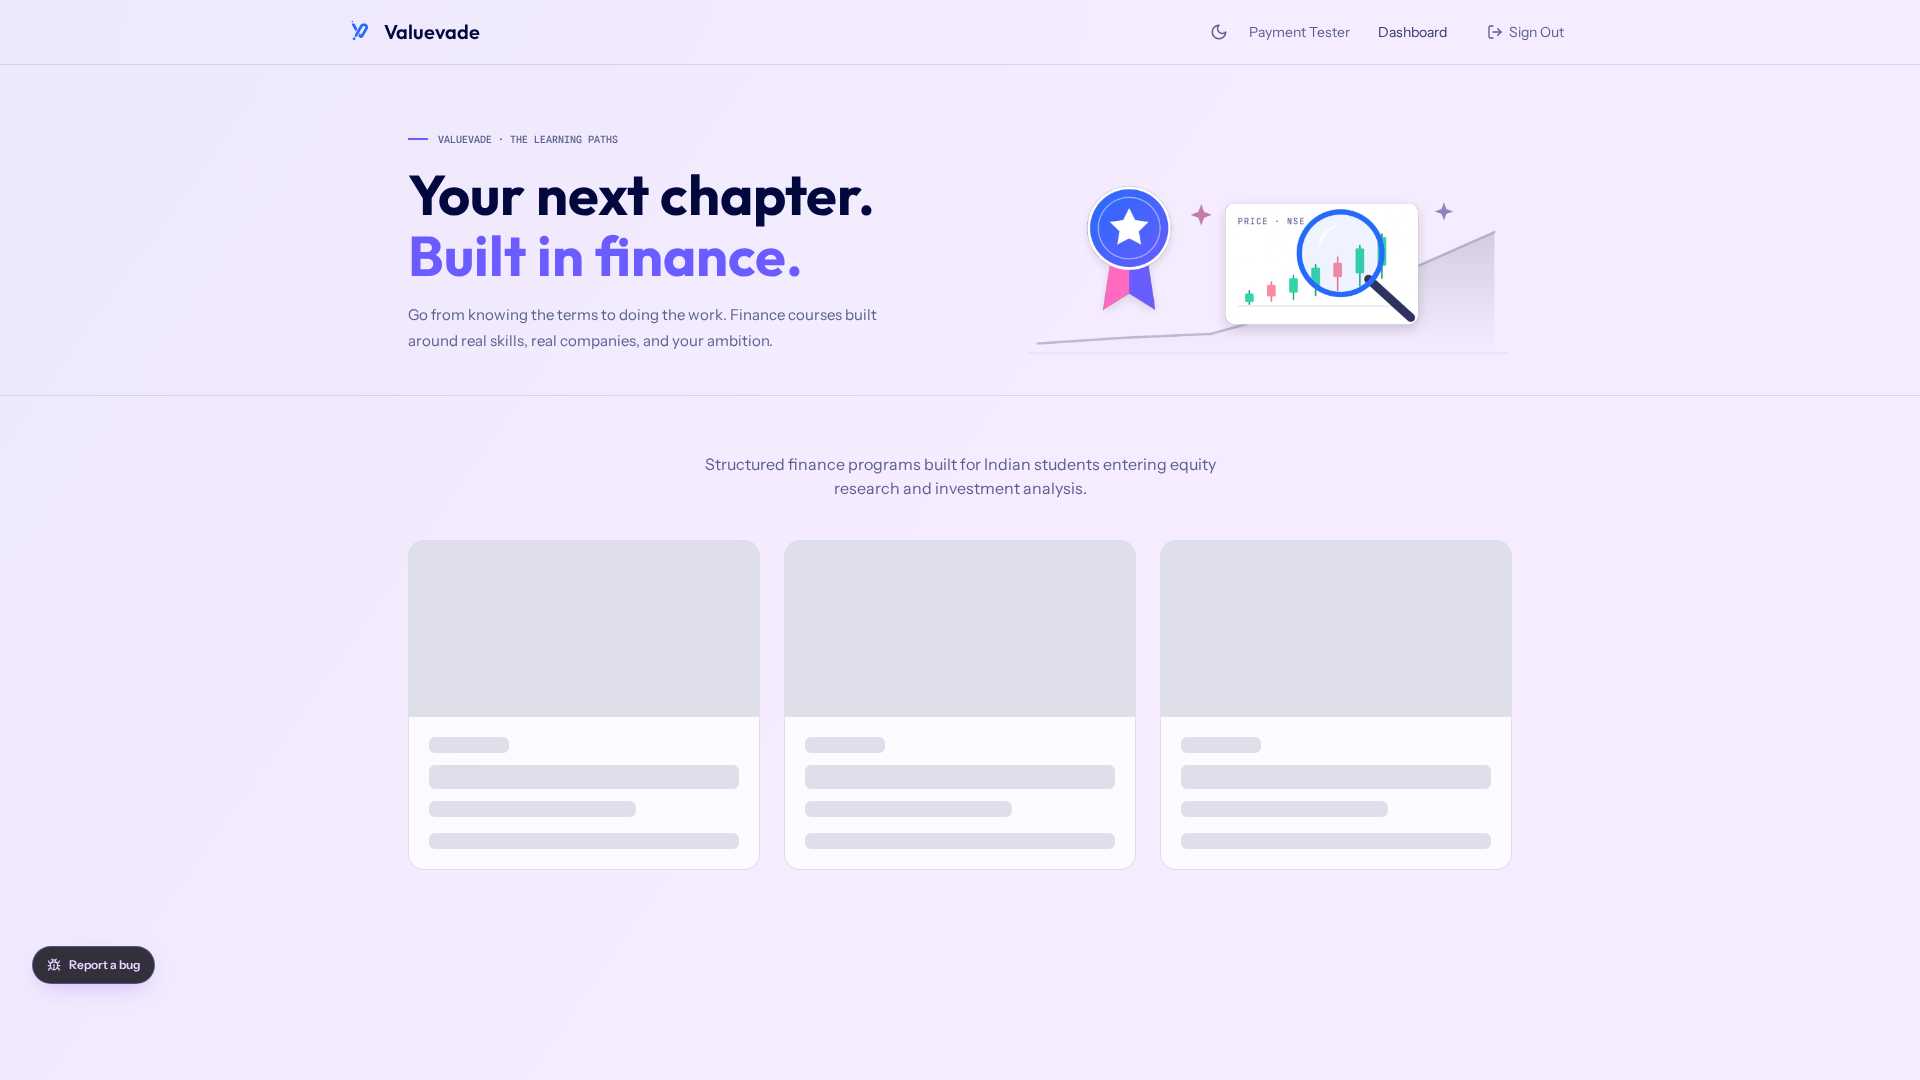 Valuevade
Payment Tester
Dashboard
Sign Out
VALUEVADE · THE LEARNING PATHS
Your next chapter.
Built in finance.
Go from knowing the terms to doing the work. Finance courses built
around real skills, real companies, and your ambition.
PRICE · NSE
Structured finance programs built for Indian students entering equity
research and investment analysis.
Report a bug